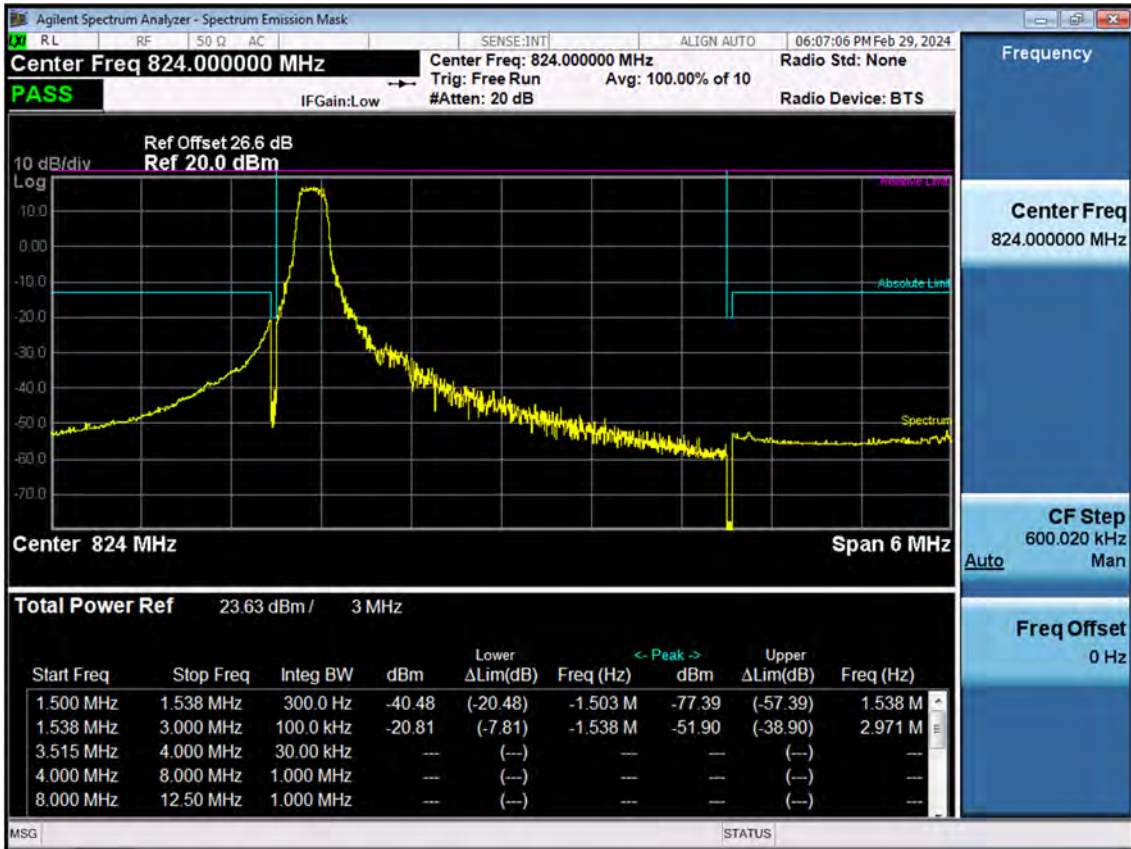 Agilent Spectrum Analyzer - Spectrum Emission Mask
LXI RL RF 50 Ω AC SENSE:INT ALIGN AUTO 06:07:06 PM Feb 29, 2024
Center Freq 824.000000 MHz Center Freq: 824.000000 MHz Radio Std: None
Trig: Free Run Avg: 100.00% of 10
PASS IFGain:Low #Atten: 20 dB Radio Device: BTS
Ref Offset 26.6 dB
10 dB/div Ref 20.0 dBm
Log
Relative Limit
10.0
0.00
-10.0
Absolute Limit
-20.0
-30.0
-40.0
-50.0
Spectrum
-60.0
-70.0
Center 824 MHz Span 6 MHz
Total Power Ref 23.63 dBm / 3 MHz
Lower <- Peak -> Upper
Start Freq Stop Freq Integ BW dBm ΔLim(dB) Freq (Hz) dBm ΔLim(dB) Freq (Hz)
1.500 MHz 1.538 MHz 300.0 Hz -40.48 (-20.48) -1.503 M -77.39 (-57.39) 1.538 M
1.538 MHz 3.000 MHz 100.0 kHz -20.81 (-7.81) -1.538 M -51.90 (-38.90) 2.971 M
3.515 MHz 4.000 MHz 30.00 kHz --- (---) --- --- (---) ---
4.000 MHz 8.000 MHz 1.000 MHz --- (---) --- --- (---) ---
8.000 MHz 12.50 MHz 1.000 MHz --- (---) --- --- (---) ---
MSG STATUS
Frequency
Center Freq
824.000000 MHz
CF Step
600.020 kHz
Auto Man
Freq Offset
0 Hz